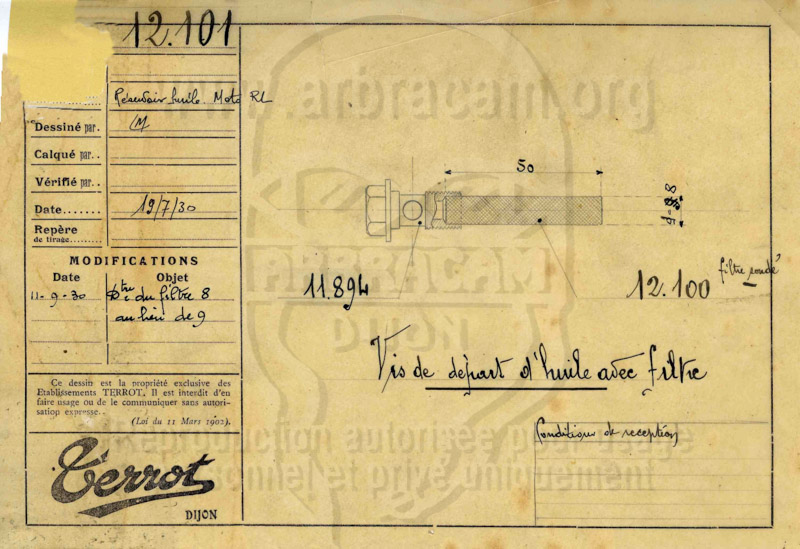 12.101
Réservoir huile. Moto RL
Dessiné par.
LM
Calqué par..
Vérifié par..
Date.......
19/7/30
Repère
de tirage.........
MODIFICATIONS
Date
Objet
11-9-30
Dtre du filtre 8
au lieu de 9
Ce dessin est la propriété exclusive des
Etablissements TERROT. Il est interdit d'en
faire usage ou de le communiquer sans autori-
sation expresse..
(Loi du 11 Mars 1902).
Terrot
DIJON
50
11.894
12.100
filtre soudé
Vis de départ d'huile avec filtre
Conditions de reception
www.arbracam.org
ARBRACAM
DIJON
Reproduction autorisée pour usage
personnel et privé uniquement